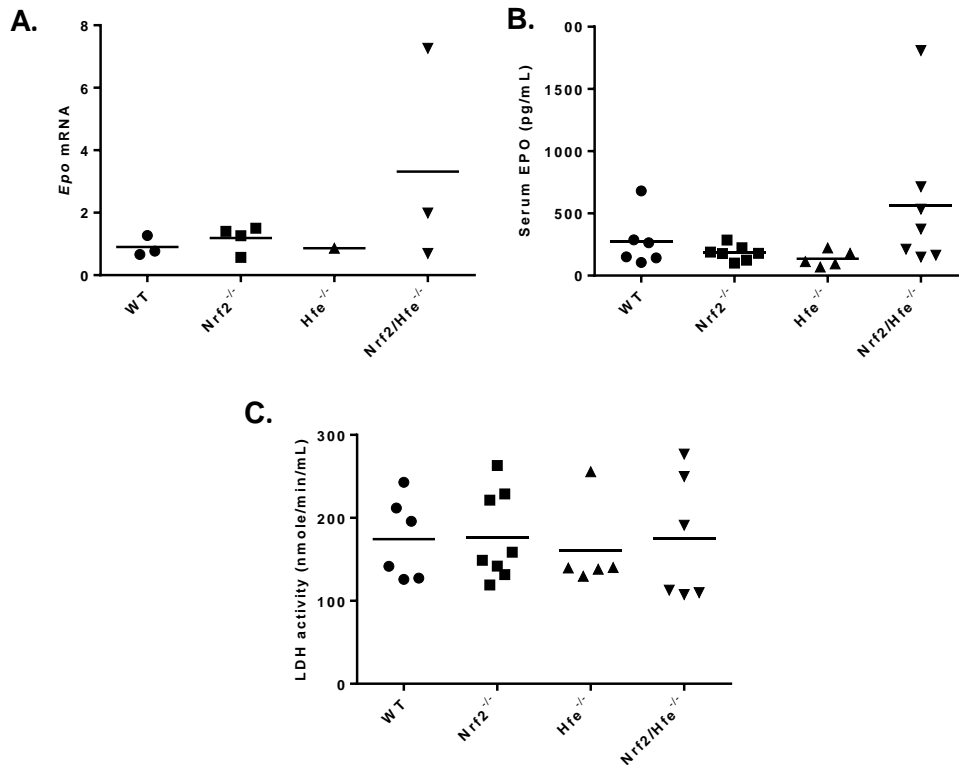 A.
8
6
4
2
0
Epo mRNA
WT
Nrf2-/-
Hfe-/-
Nrf2/Hfe-/-
B.
00
1500
1000
500
0
Serum EPO (pg/mL)
WT
Nrf2-/-
Hfe-/-
Nrf2/Hfe-/-
C.
300
200
100
0
LDH activity (nmole/min/mL)
WT
Nrf2-/-
Hfe-/-
Nrf2/Hfe-/-